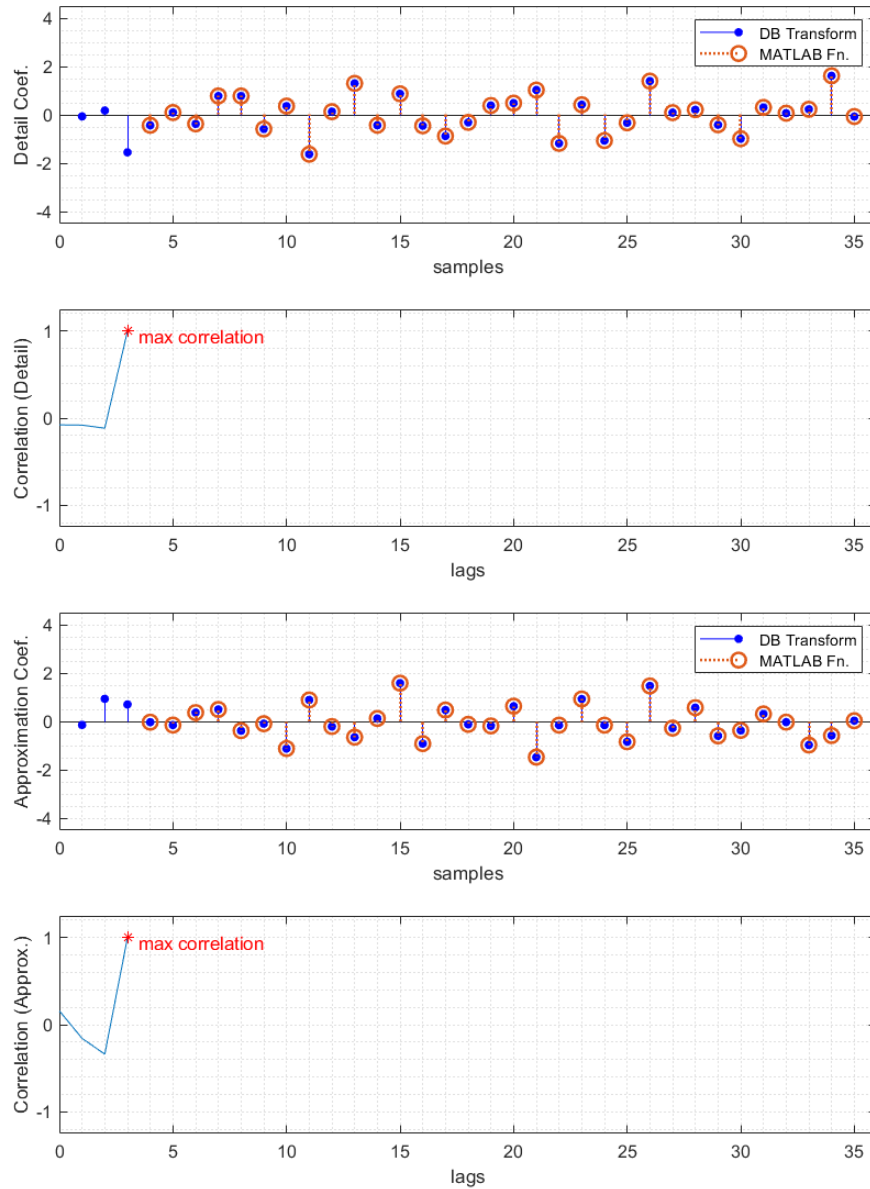 4
2
0
-2
-4
Detail Coef.
DB Transform
MATLAB Fn.
0 5 10 15 20 25 30 35
samples
1
0
-1
Correlation (Detail)
max correlation
0 5 10 15 20 25 30 35
lags
4
2
0
-2
-4
Approximation Coef.
DB Transform
MATLAB Fn.
0 5 10 15 20 25 30 35
samples
1
0
-1
Correlation (Approx.)
max correlation
0 5 10 15 20 25 30 35
lags